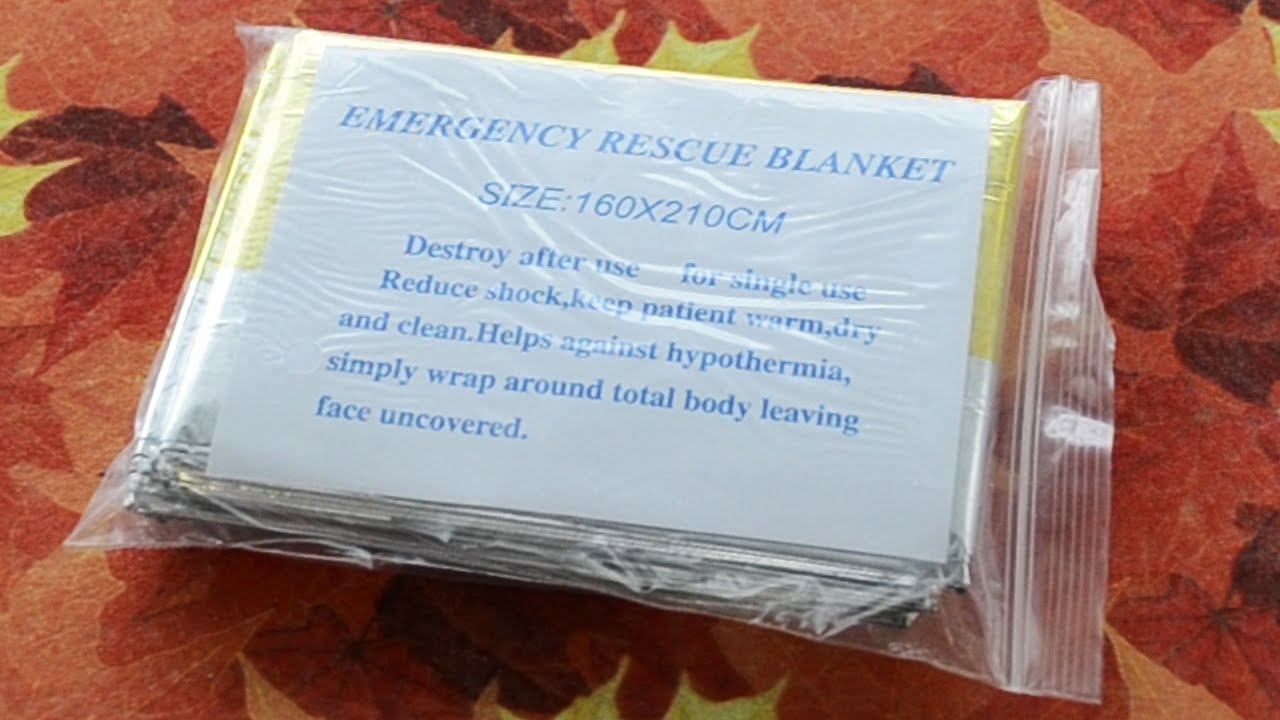 EMERGENCY RESCUE BLANKET
SIZE:160X210CM
Destroy after use for single use
Reduce shock,keep patient warm,dry
and clean.Helps against hypothermia,
simply wrap around total body leaving
face uncovered.